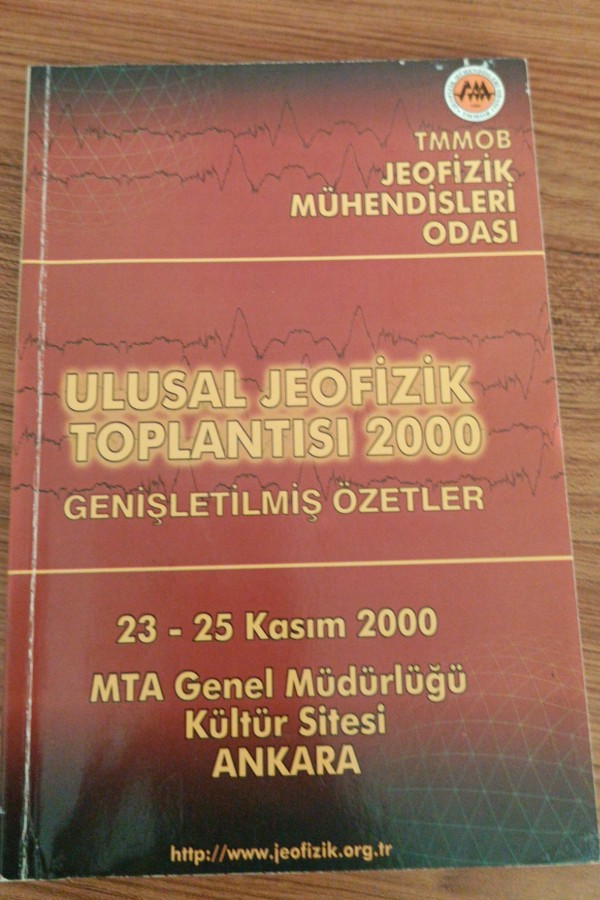 TMMOB
JEOFİZİK
MÜHENDİSLERİ
ODASI
ULUSAL JEOFİZİK
TOPLANTISI 2000
GENİŞLETİLMİŞ ÖZETLER
23 - 25 Kasım 2000
MTA Genel Müdürlüğü
Kültür Sitesi
ANKARA
http://www.jeofizik.org.tr